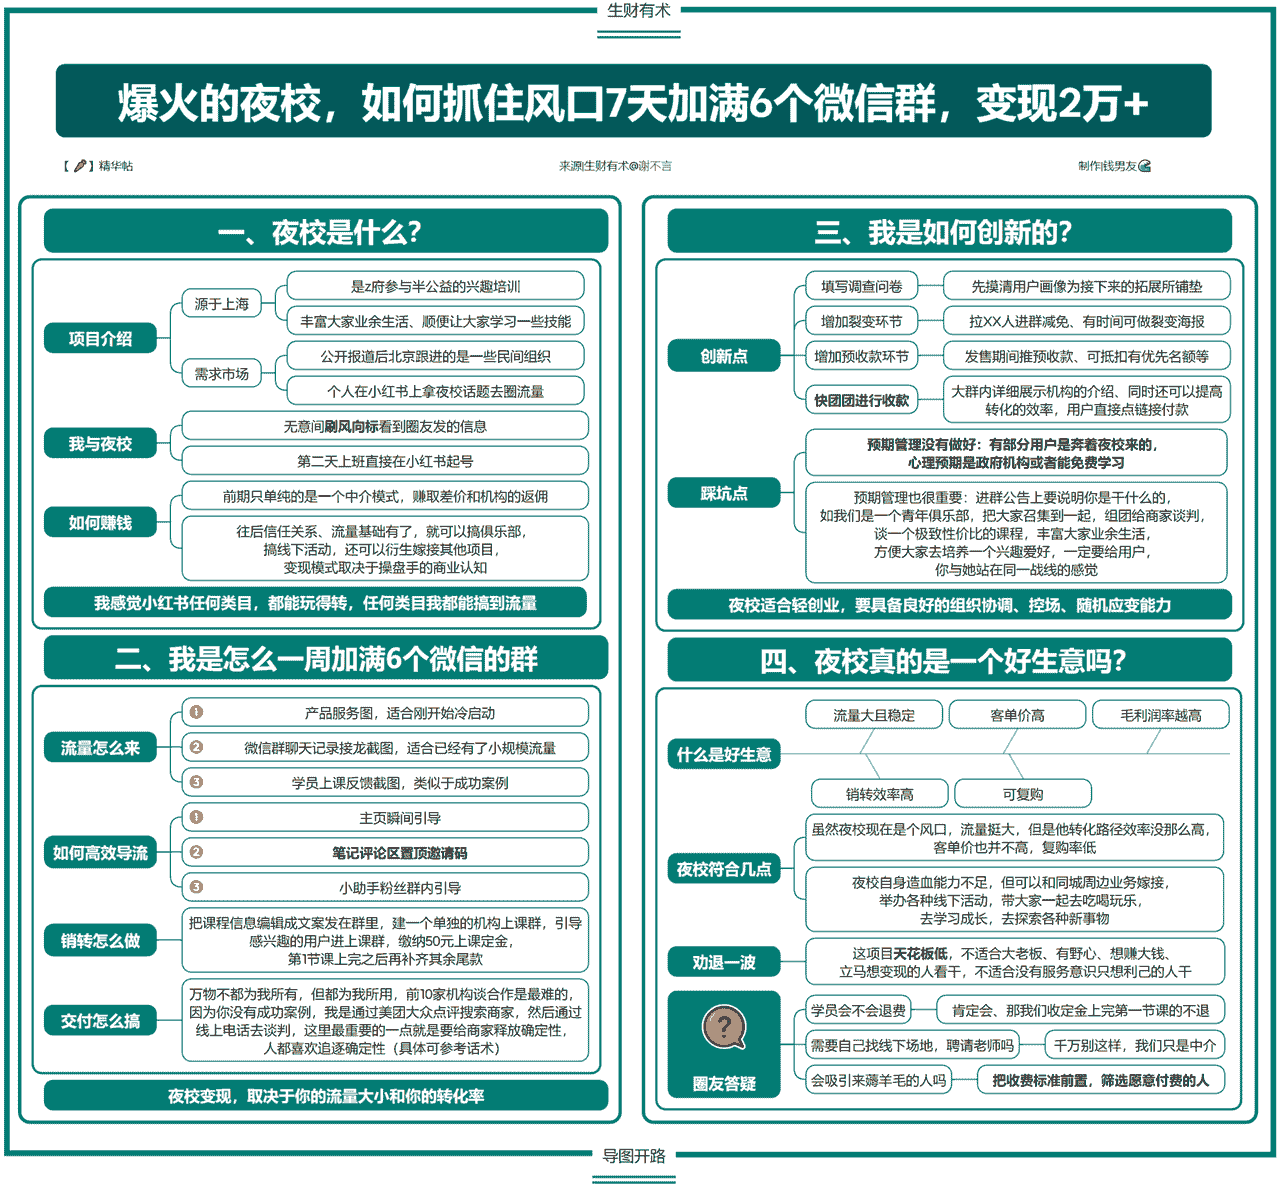 生财有术
爆火的夜校，如何抓住风口7天加满6个微信群，变现2万+
【🥕】精华帖
来源|生财有术@谢不言
制作|钱男友
一、夜校是什么？
项目介绍
源于上海
是z府参与半公益的兴趣培训
丰富大家业余生活、顺便让大家学习一些技能
需求市场
公开报道后北京跟进的是一些民间组织
个人在小红书上拿夜校话题去圈流量
我与夜校
无意间刷风向标看到圈友发的信息
第二天上班直接在小红书起号
如何赚钱
前期只单纯的是一个中介模式，赚取差价和机构的返佣
往后信任关系、流量基础有了，就可以搞俱乐部，
搞线下活动，还可以衍生嫁接其他项目，
变现模式取决于操盘手的商业认知
我感觉小红书任何类目，都能玩得转，任何类目我都能搞到流量
二、我是怎么一周加满6个微信的群
流量怎么来
1 产品服务图，适合刚开始冷启动
2 微信群聊天记录接龙截图，适合已经有了小规模流量
3 学员上课反馈截图，类似于成功案例
如何高效导流
1 主页瞬间引导
2 笔记评论区置顶邀请码
3 小助手粉丝群内引导
销转怎么做
把课程信息编辑成文案发在群里，建一个单独的机构上课群，引导
感兴趣的用户进上课群，缴纳50元上课定金，
第1节课上完之后再补齐其余尾款
交付怎么搞
万物不都为我所有，但都为我所用，前10家机构谈合作是最难的，
因为你没有成功案例，我是通过美团大众点评搜索商家，然后通过
线上电话去谈判，这里最重要的一点就是要给商家释放确定性，
人都喜欢追逐确定性（具体可参考话术）
夜校变现，取决于你的流量大小和你的转化率
三、我是如何创新的？
创新点
填写调查问卷
先摸清用户画像为接下来的拓展所铺垫
增加裂变环节
拉XX人进群减免、有时间可做裂变海报
增加预收款环节
发售期间推预收款、可抵扣有优先名额等
快团团进行收款
大群内详细展示机构的介绍、同时还可以提高
转化的效率，用户直接点链接付款
踩坑点
预期管理没有做好：有部分用户是奔着夜校来的，
心理预期是政府机构或者能免费学习
预期管理也很重要：进群公告上要说明你是干什么的，
如我们是一个青年俱乐部，把大家召集到一起，组团给商家谈判，
谈一个极致性价比的课程，丰富大家业余生活，
方便大家去培养一个兴趣爱好，一定要给用户，
你与她站在同一战线的感觉
夜校适合轻创业，要具备良好的组织协调、控场、随机应变能力
四、夜校真的是一个好生意吗？
什么是好生意
流量大且稳定
客单价高
毛利润率越高
销转效率高
可复购
夜校符合几点
虽然夜校现在是个风口，流量挺大，但是他转化路径效率没那么高，
客单价也并不高，复购率低
夜校自身造血能力不足，但可以和同城周边业务嫁接，
举办各种线下活动，带大家一起去吃喝玩乐，
去学习成长，去探索各种新事物
劝退一波
这项目天花板低，不适合大老板、有野心、想赚大钱、
立马想变现的人看干，不适合没有服务意识只想利己的人干
?
圈友答疑
学员会不会退费
肯定会、那我们收定金上完第一节课的不退
需要自己找线下场地，聘请老师吗
千万别这样，我们只是中介
会吸引来薅羊毛的人吗
把收费标准前置，筛选愿意付费的人
导图开路